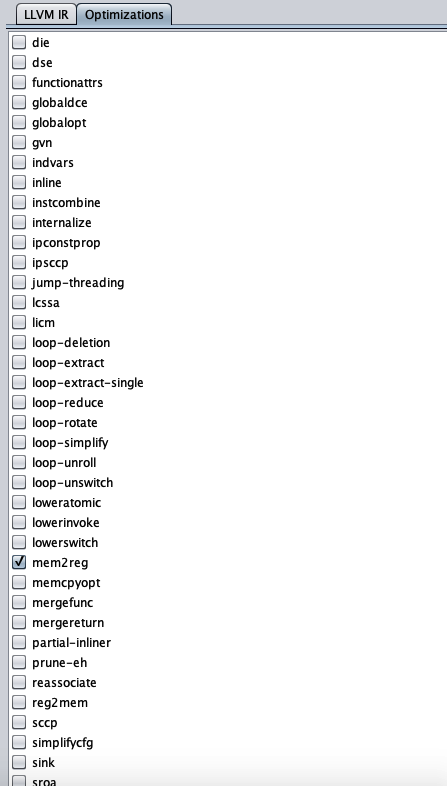 LLVM IR Optimizations
die
dse
functionattrs
globaldce
globalopt
gvn
indvars
inline
instcombine
internalize
ipconstprop
ipsccp
jump-threading
lcssa
licm
loop-deletion
loop-extract
loop-extract-single
loop-reduce
loop-rotate
loop-simplify
loop-unroll
loop-unswitch
loweratomic
lowerinvoke
lowerswitch
mem2reg
memcpyopt
mergefunc
mergereturn
partial-inliner
prune-eh
reassociate
reg2mem
sccp
simplifycfg
sink
sroa